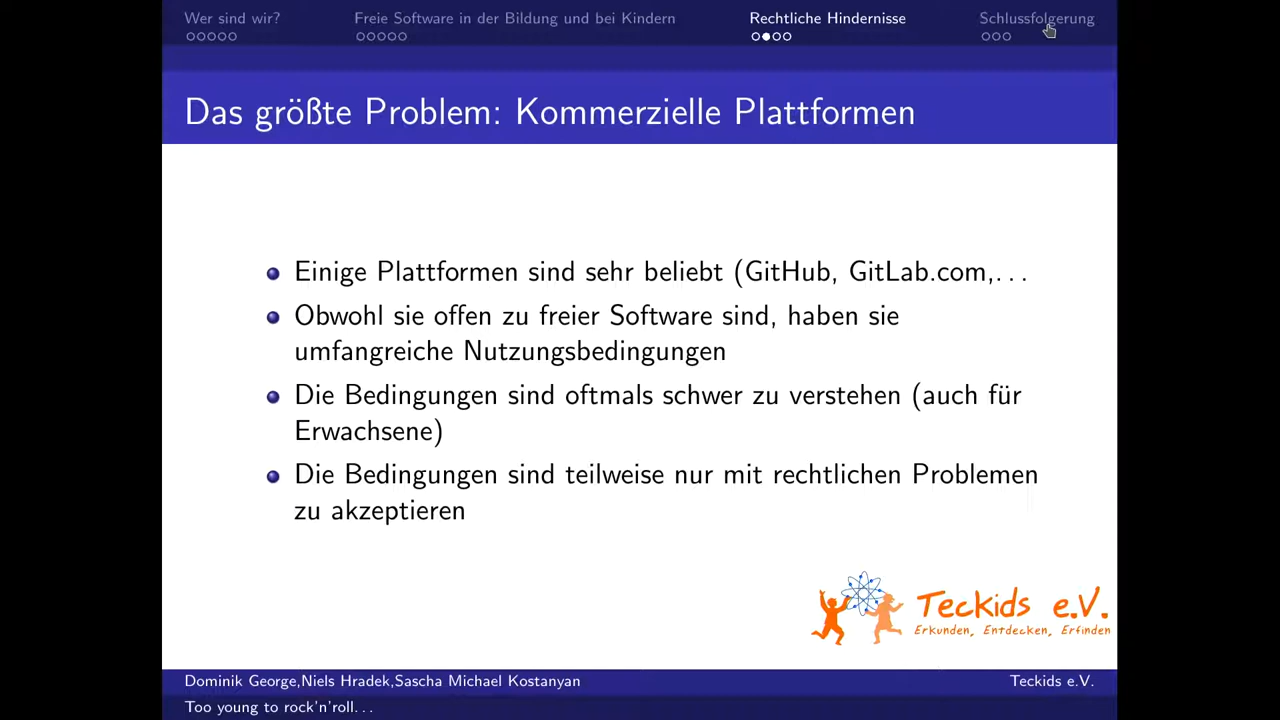 Wer sind wir?
Freie Software in der Bildung und bei Kindern
Rechtliche Hindernisse
Schlussfolgerung
Das größte Problem: Kommerzielle Plattformen
Einige Plattformen sind sehr beliebt (GitHub, GitLab.com,. . .
Obwohl sie offen zu freier Software sind, haben sie
umfangreiche Nutzungsbedingungen
Die Bedingungen sind oftmals schwer zu verstehen (auch für
Erwachsene)
Die Bedingungen sind teilweise nur mit rechtlichen Problemen
zu akzeptieren
Teckids e.V.
Erkunden, Entdecken, Erfinden
Dominik George,Niels Hradek,Sascha Michael Kostanyan
Teckids e.V.
Too young to rock'n'roll. . .